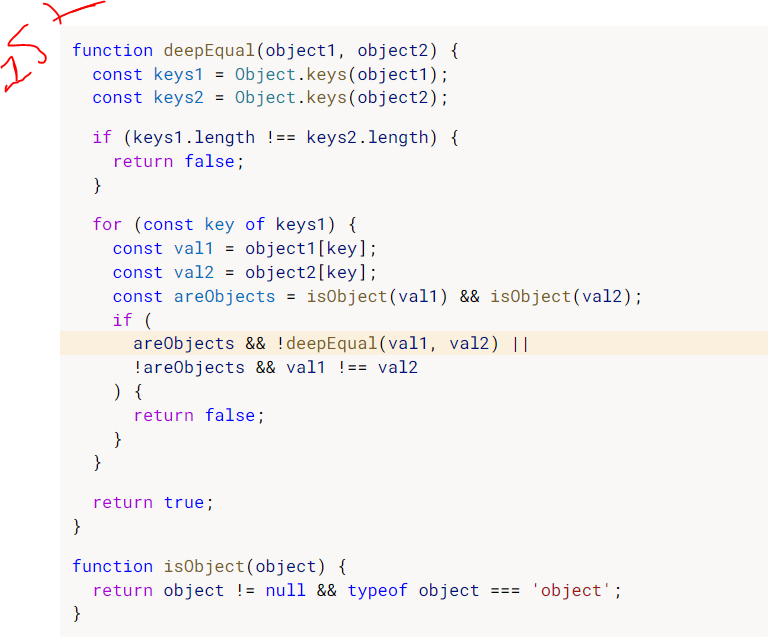 function deepEqual(object1, object2) {
const keys1 = Object.keys(object1);
const keys2 = Object.keys(object2);
if (keys1.length !== keys2.length) {
return false;
}
for (const key of keys1) {
const val1 = object1[key];
const val2 = object2[key];
const areObjects = isObject(val1) && isObject(val2);
if (
areObjects && !deepEqual(val1, val2) ||
!areObjects && val1 !== val2
) {
return false;
}
}
return true;
}
function isObject(object) {
return object != null && typeof object === 'object';
}